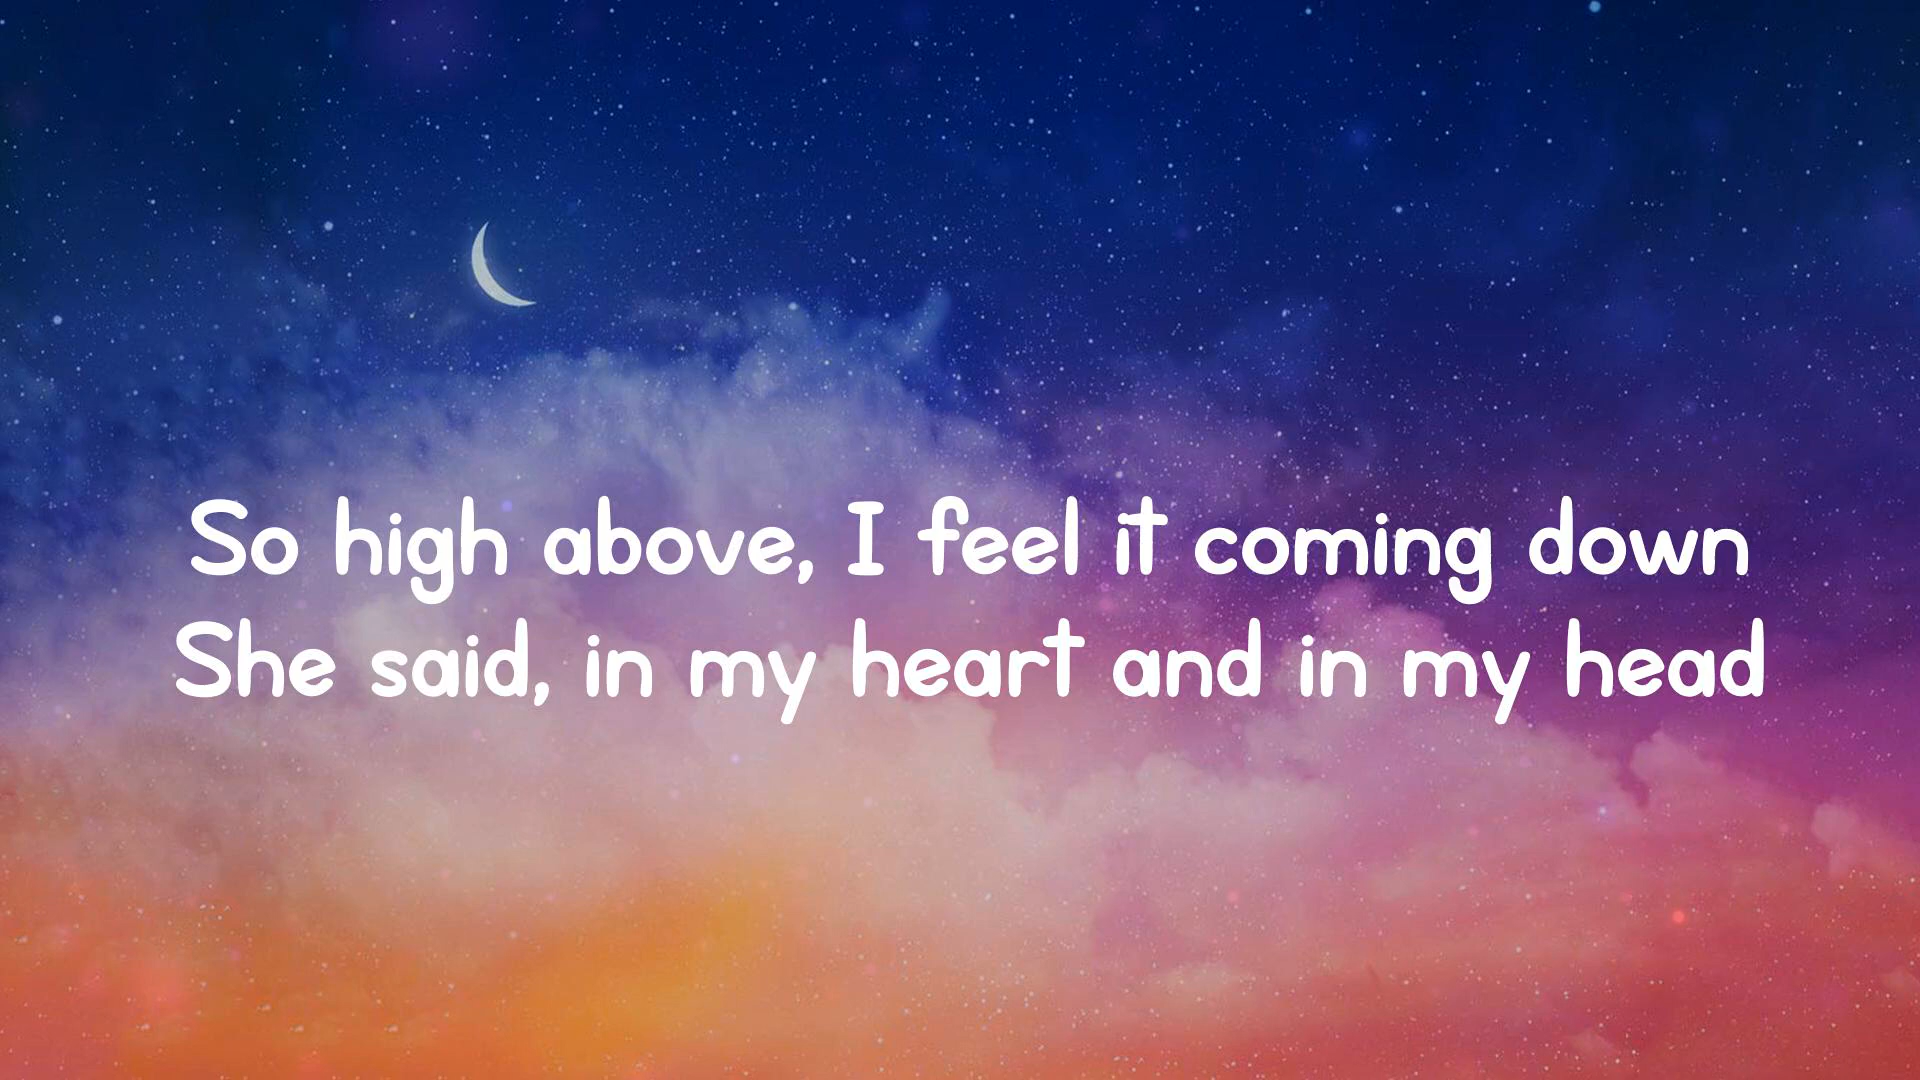 So high above, I feel it coming down
She said, in my heart and in my head